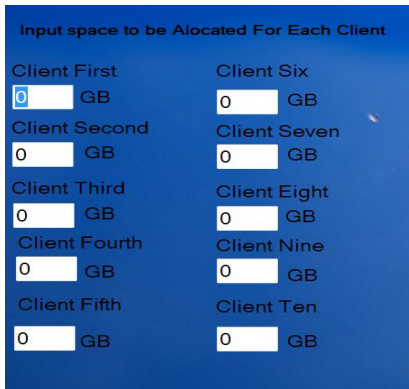 Input space to be Alocated For Each Client
Client First
0 GB
Client Second
0 GB
Client Third
0 GB
Client Fourth
0 GB
Client Fifth
0 GB
Client Six
0 GB
Client Seven
0 GB
Client Eight
0 GB
Client Nine
0 GB
Client Ten
0 GB